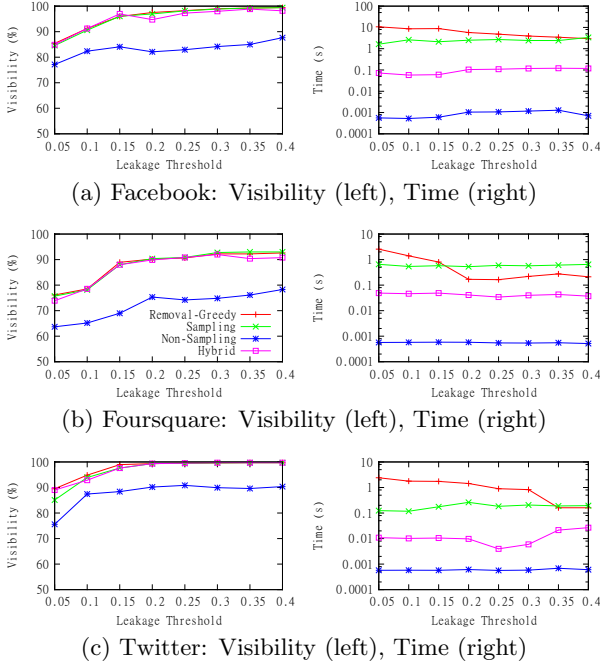 100
90
80
70
60
50
Visibility (%)
0.05 0.1 0.15 0.2 0.25 0.3 0.35 0.4
Leakage Threshold
100
10
1
0.1
0.01
0.001
0.0001
Time (s)
0.05 0.1 0.15 0.2 0.25 0.3 0.35 0.4
Leakage Threshold
(a) Facebook: Visibility (left), Time (right)
100
90
80
70
60
50
Visibility (%)
Removal-Greedy
Sampling
Non-Sampling
Hybrid
0.05 0.1 0.15 0.2 0.25 0.3 0.35 0.4
Leakage Threshold
10
1
0.1
0.01
0.001
0.0001
Time (s)
0.05 0.1 0.15 0.2 0.25 0.3 0.35 0.4
Leakage Threshold
(b) Foursquare: Visibility (left), Time (right)
100
90
80
70
60
50
Visibility (%)
0.05 0.1 0.15 0.2 0.25 0.3 0.35 0.4
Leakage Threshold
10
1
0.1
0.01
0.001
0.0001
Time (s)
0.05 0.1 0.15 0.2 0.25 0.3 0.35 0.4
Leakage Threshold
(c) Twitter: Visibility (left), Time (right)